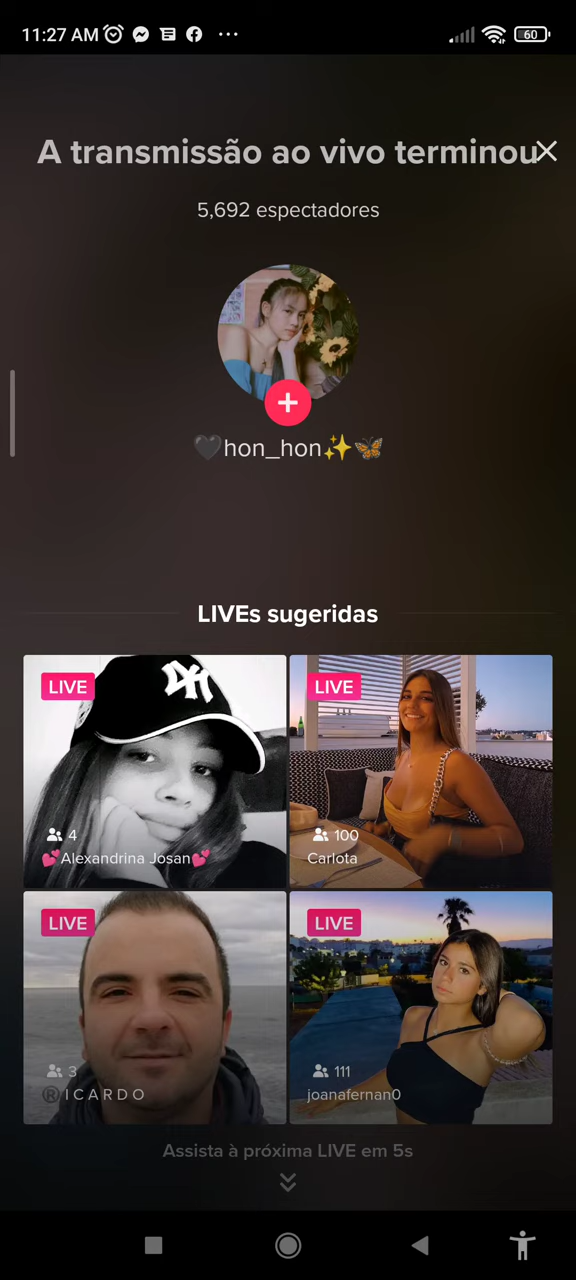 11:27 AM
60
A transmissão ao vivo terminou
5,692 espectadores
🖤hon_hon✨🦋
LIVEs sugeridas
LIVE
4
💕Alexandrina Josan💕
LIVE
100
Carlota
LIVE
3
®️I C A R D O
LIVE
111
joanafernan0
Assista à próxima LIVE em 5s